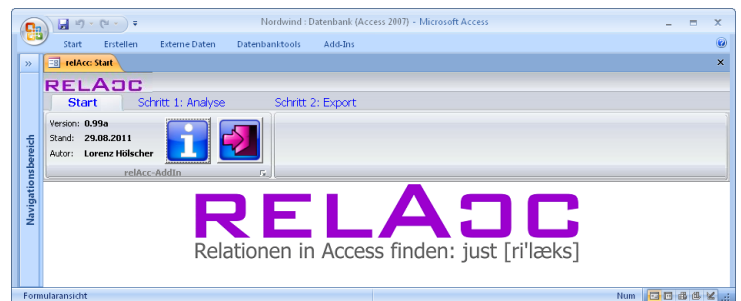 Nordwind : Datenbank (Access 2007) - Microsoft Access
Start Erstellen Externe Daten Datenbanktools Add-Ins
» relAcc: Start
RELACC
Start Schritt 1: Analyse Schritt 2: Export
Version: 0.99a
Stand: 29.08.2011
Autor: Lorenz Hölscher
relAcc-AddIn
Navigationsbereich
RELACC
Relationen in Access finden: just [ri'læks]
Formularansicht Num